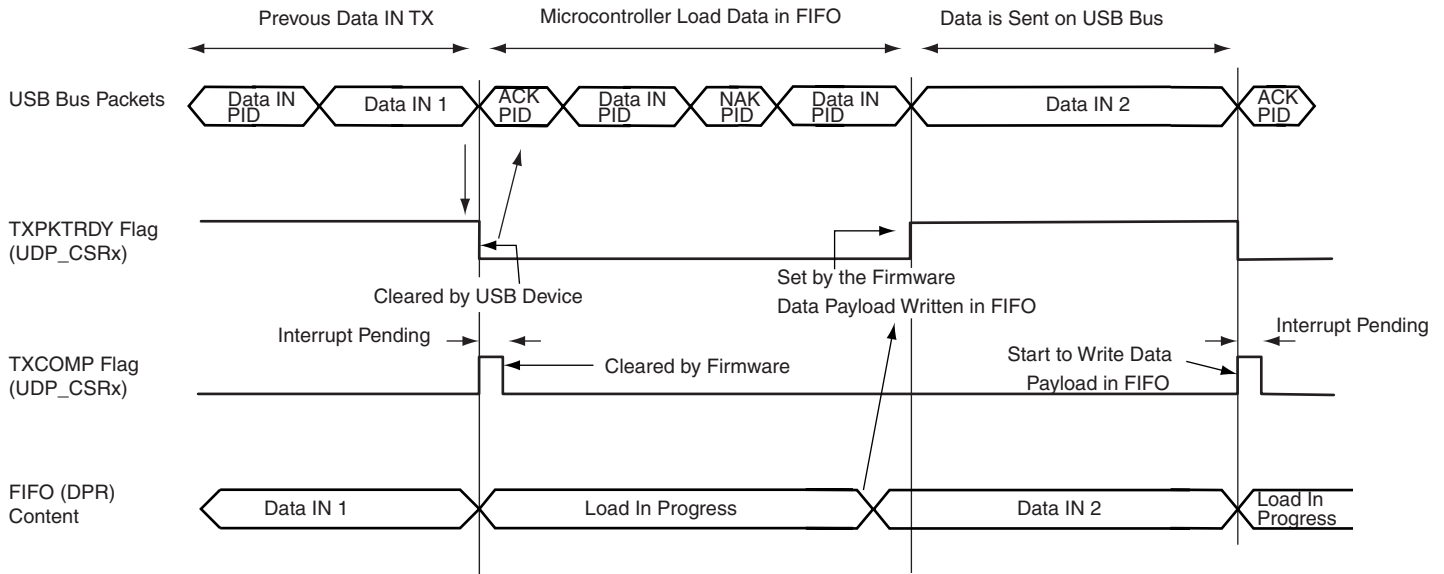 Prevous Data IN TX
Microcontroller Load Data in FIFO
Data is Sent on USB Bus
USB Bus Packets
Data IN
PID
Data IN 1
ACK
PID
Data IN
PID
NAK
PID
Data IN
PID
Data IN 2
ACK
PID
TXPKTRDY Flag
(UDP_CSRx)
Cleared by USB Device
Set by the Firmware
Data Payload Written in FIFO
Interrupt Pending
Interrupt Pending
TXCOMP Flag
(UDP_CSRx)
Cleared by Firmware
Start to Write Data
Payload in FIFO
FIFO (DPR)
Content
Data IN 1
Load In Progress
Data IN 2
Load In
Progress